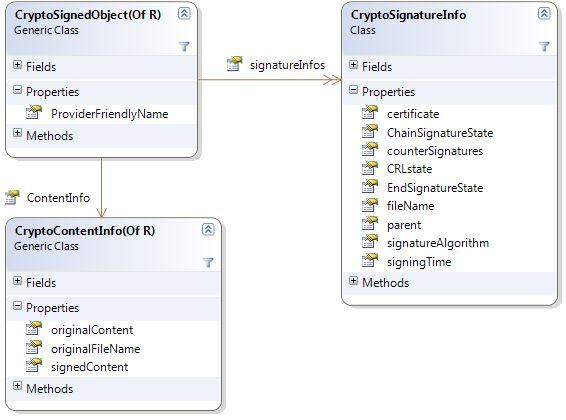 CryptoSignedObject(Of R)
Generic Class
Fields
Properties
ProviderFriendlyName
Methods
signatureInfos
CryptoSignatureInfo
Class
Fields
Properties
certificate
ChainSignatureState
counterSignatures
CRLstate
EndSignatureState
fileName
parent
signatureAlgorithm
signingTime
Methods
ContentInfo
CryptoContentInfo(Of R)
Generic Class
Fields
Properties
originalContent
originalFileName
signedContent
Methods